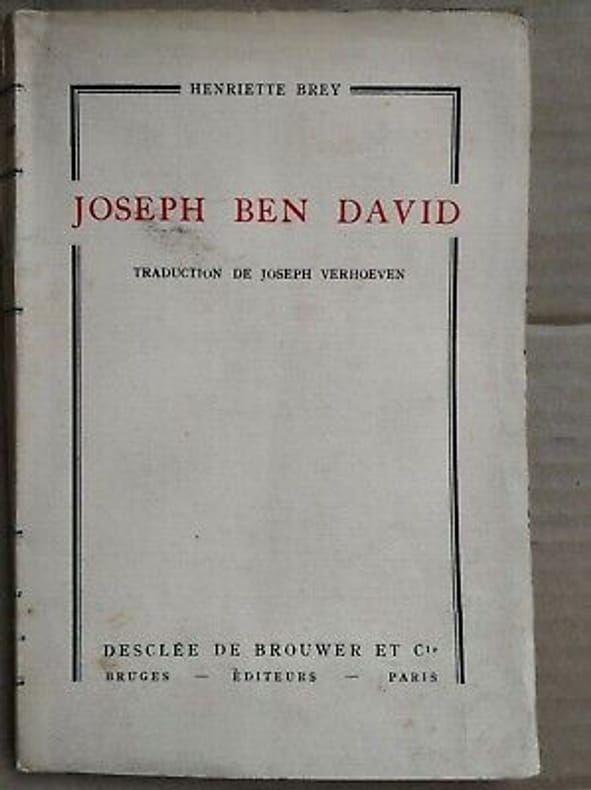 HENRIETTE BREY
JOSEPH BEN DAVID
TRADUCTION DE JOSEPH VERHOEVEN
DESCLÉE DE BROUWER ET Cie
BRUGES — ÉDITEURS — PARIS